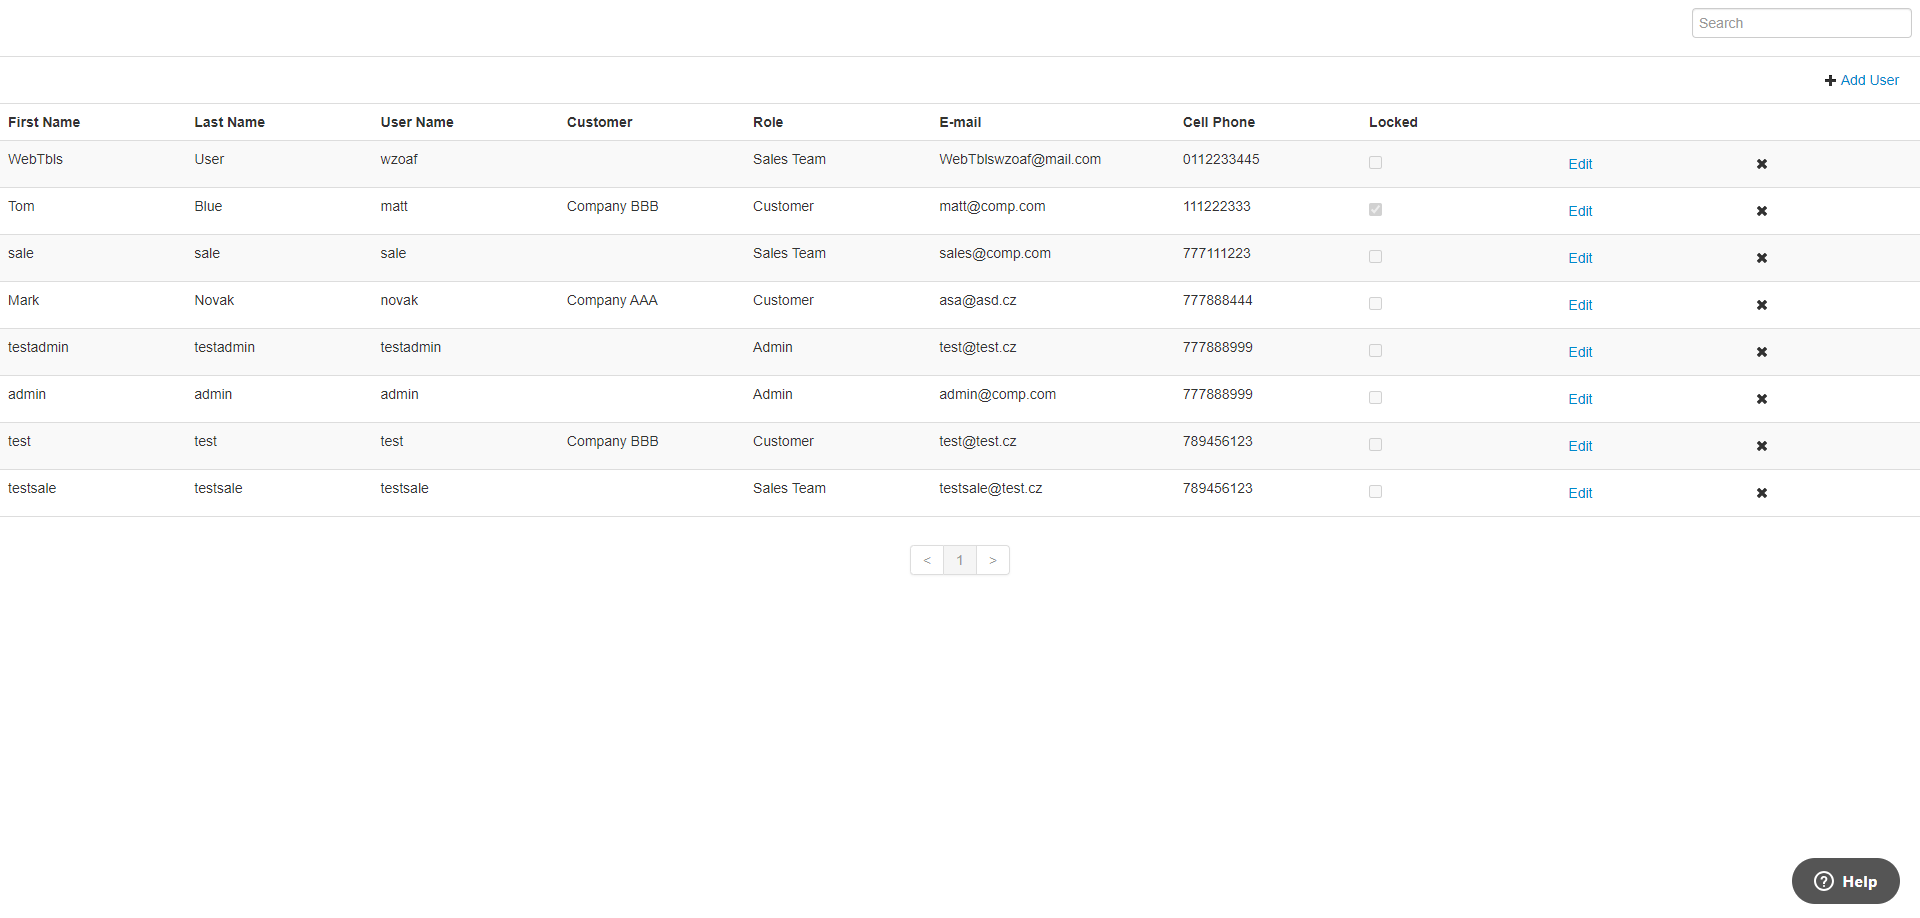 Search
Add User
First Name Last Name User Name Customer Role E-mail Cell Phone Locked
WebTbls User wzoaf Sales Team WebTblswzoaf@mail.com 0112233445 Edit
Tom Blue matt Company BBB Customer matt@comp.com 111222333 Edit
sale sale sale Sales Team sales@comp.com 777111223 Edit
Mark Novak novak Company AAA Customer asa@asd.cz 777888444 Edit
testadmin testadmin testadmin Admin test@test.cz 777888999 Edit
admin admin admin Admin admin@comp.com 777888999 Edit
test test test Company BBB Customer test@test.cz 789456123 Edit
testsale testsale testsale Sales Team testsale@test.cz 789456123 Edit
< 1 >
Help